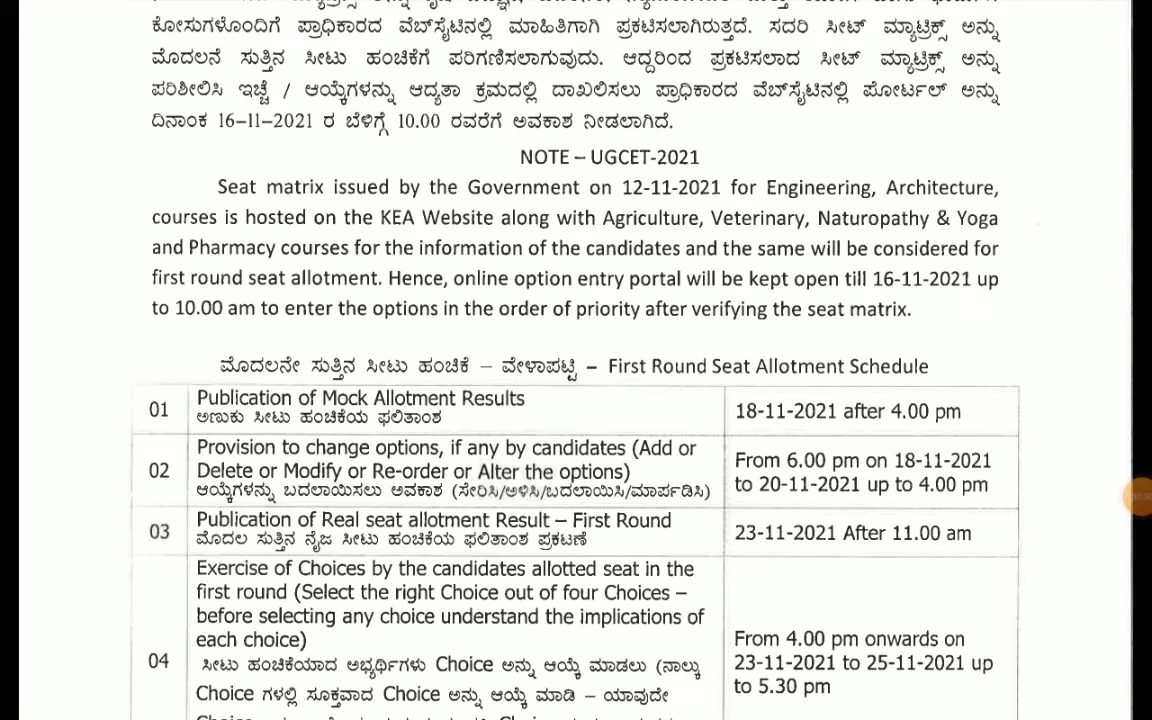 ಕೋಸುಗಳೊಂದಿಗೆ ಪ್ರಾಧಿಕಾರದ ವೆಬ್‌ಸೈಟಿನಲ್ಲಿ ಮಾಹಿತಿಗಾಗಿ ಪ್ರಕಟಿಸಲಾಗಿರುತ್ತದೆ. ಸದರಿ ಸೀಟ್ ಮ್ಯಾಟ್ರಿಕ್ಸ್ ಅನ್ನು
ಮೊದಲನೆ ಸುತ್ತಿನ ಸೀಟು ಹಂಚಿಕೆಗೆ ಪರಿಗಣಿಸಲಾಗುವುದು. ಆದ್ದರಿಂದ ಪ್ರಕಟಿಸಲಾದ ಸೀಟ್ ಮ್ಯಾಟ್ರಿಕ್ಸ್ ಅನ್ನು
ಪರಿಶೀಲಿಸಿ ಇಚ್ಛೆ / ಆಯ್ಕೆಗಳನ್ನು ಆದ್ಯತಾ ಕ್ರಮದಲ್ಲಿ ದಾಖಲಿಸಲು ಪ್ರಾಧಿಕಾರದ ವೆಬ್‌ಸೈಟಿನಲ್ಲಿ ಪೋರ್ಟಲ್ ಅನ್ನು
ದಿನಾಂಕ 16–11–2021 ರ ಬೆಳಿಗ್ಗೆ 10.00 ರವರೆಗೆ ಅವಕಾಶ ನೀಡಲಾಗಿದೆ.
NOTE – UGCET-2021
Seat matrix issued by the Government on 12-11-2021 for Engineering, Architecture,
courses is hosted on the KEA Website along with Agriculture, Veterinary, Naturopathy & Yoga
and Pharmacy courses for the information of the candidates and the same will be considered for
first round seat allotment. Hence, online option entry portal will be kept open till 16-11-2021 up
to 10.00 am to enter the options in the order of priority after verifying the seat matrix.
ಮೊದಲನೇ ಸುತ್ತಿನ ಸೀಟು ಹಂಚಿಕೆ – ವೇಳಾಪಟ್ಟಿ – First Round Seat Allotment Schedule
01
Publication of Mock Allotment Results
ಅಣುಕು ಸೀಟು ಹಂಚಿಕೆಯ ಫಲಿತಾಂಶ
18-11-2021 after 4.00 pm
02
Provision to change options, if any by candidates (Add or
Delete or Modify or Re-order or Alter the options)
ಆಯ್ಕೆಗಳನ್ನು ಬದಲಾಯಿಸಲು ಅವಕಾಶ (ಸೇರಿಸಿ/ಅಳಿಸಿ/ಬದಲಾಯಿಸಿ/ಮಾರ್ಪಡಿಸಿ)
From 6.00 pm on 18-11-2021
to 20-11-2021 up to 4.00 pm
03
Publication of Real seat allotment Result – First Round
ಮೊದಲ ಸುತ್ತಿನ ನೈಜ ಸೀಟು ಹಂಚಿಕೆಯ ಫಲಿತಾಂಶ ಪ್ರಕಟಣೆ
23-11-2021 After 11.00 am
04
Exercise of Choices by the candidates allotted seat in the
first round (Select the right Choice out of four Choices –
before selecting any choice understand the implications of
each choice)
ಸೀಟು ಹಂಚಿಕೆಯಾದ ಅಭ್ಯರ್ಥಿಗಳು Choice ಅನ್ನು ಆಯ್ಕೆ ಮಾಡಲು (ನಾಲ್ಕು
Choice ಗಳಲ್ಲಿ ಸೂಕ್ತವಾದ Choice ಅನ್ನು ಆಯ್ಕೆ ಮಾಡಿ – ಯಾವುದೇ
From 4.00 pm onwards on
23-11-2021 to 25-11-2021 up
to 5.30 pm